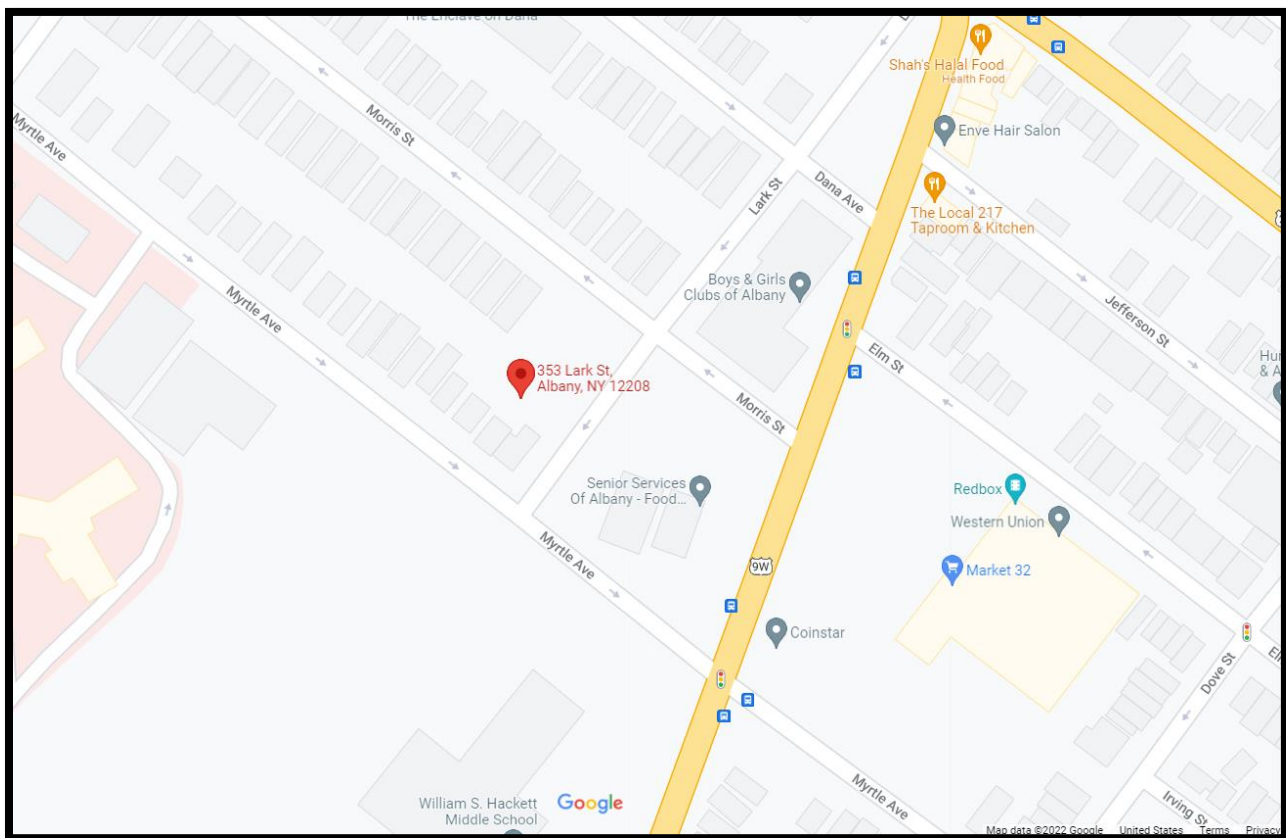 The Enclave on Dana
Shah's Halal Food
Health Food
Enve Hair Salon
Myrtle Ave
Morris St
Lark St
Dana Ave
The Local 217
Taproom & Kitchen
Boys & Girls
Clubs of Albany
Myrtle Ave
Jefferson St
Elm St
353 Lark St,
Albany, NY 12208
Morris St
Senior Services
Of Albany - Food...
Redbox
Western Union
Myrtle Ave
9W
Market 32
Coinstar
Dove St
Myrtle Ave
Irving St
William S. Hackett
Middle School
Google
Map data ©2022 Google United States Terms Privacy